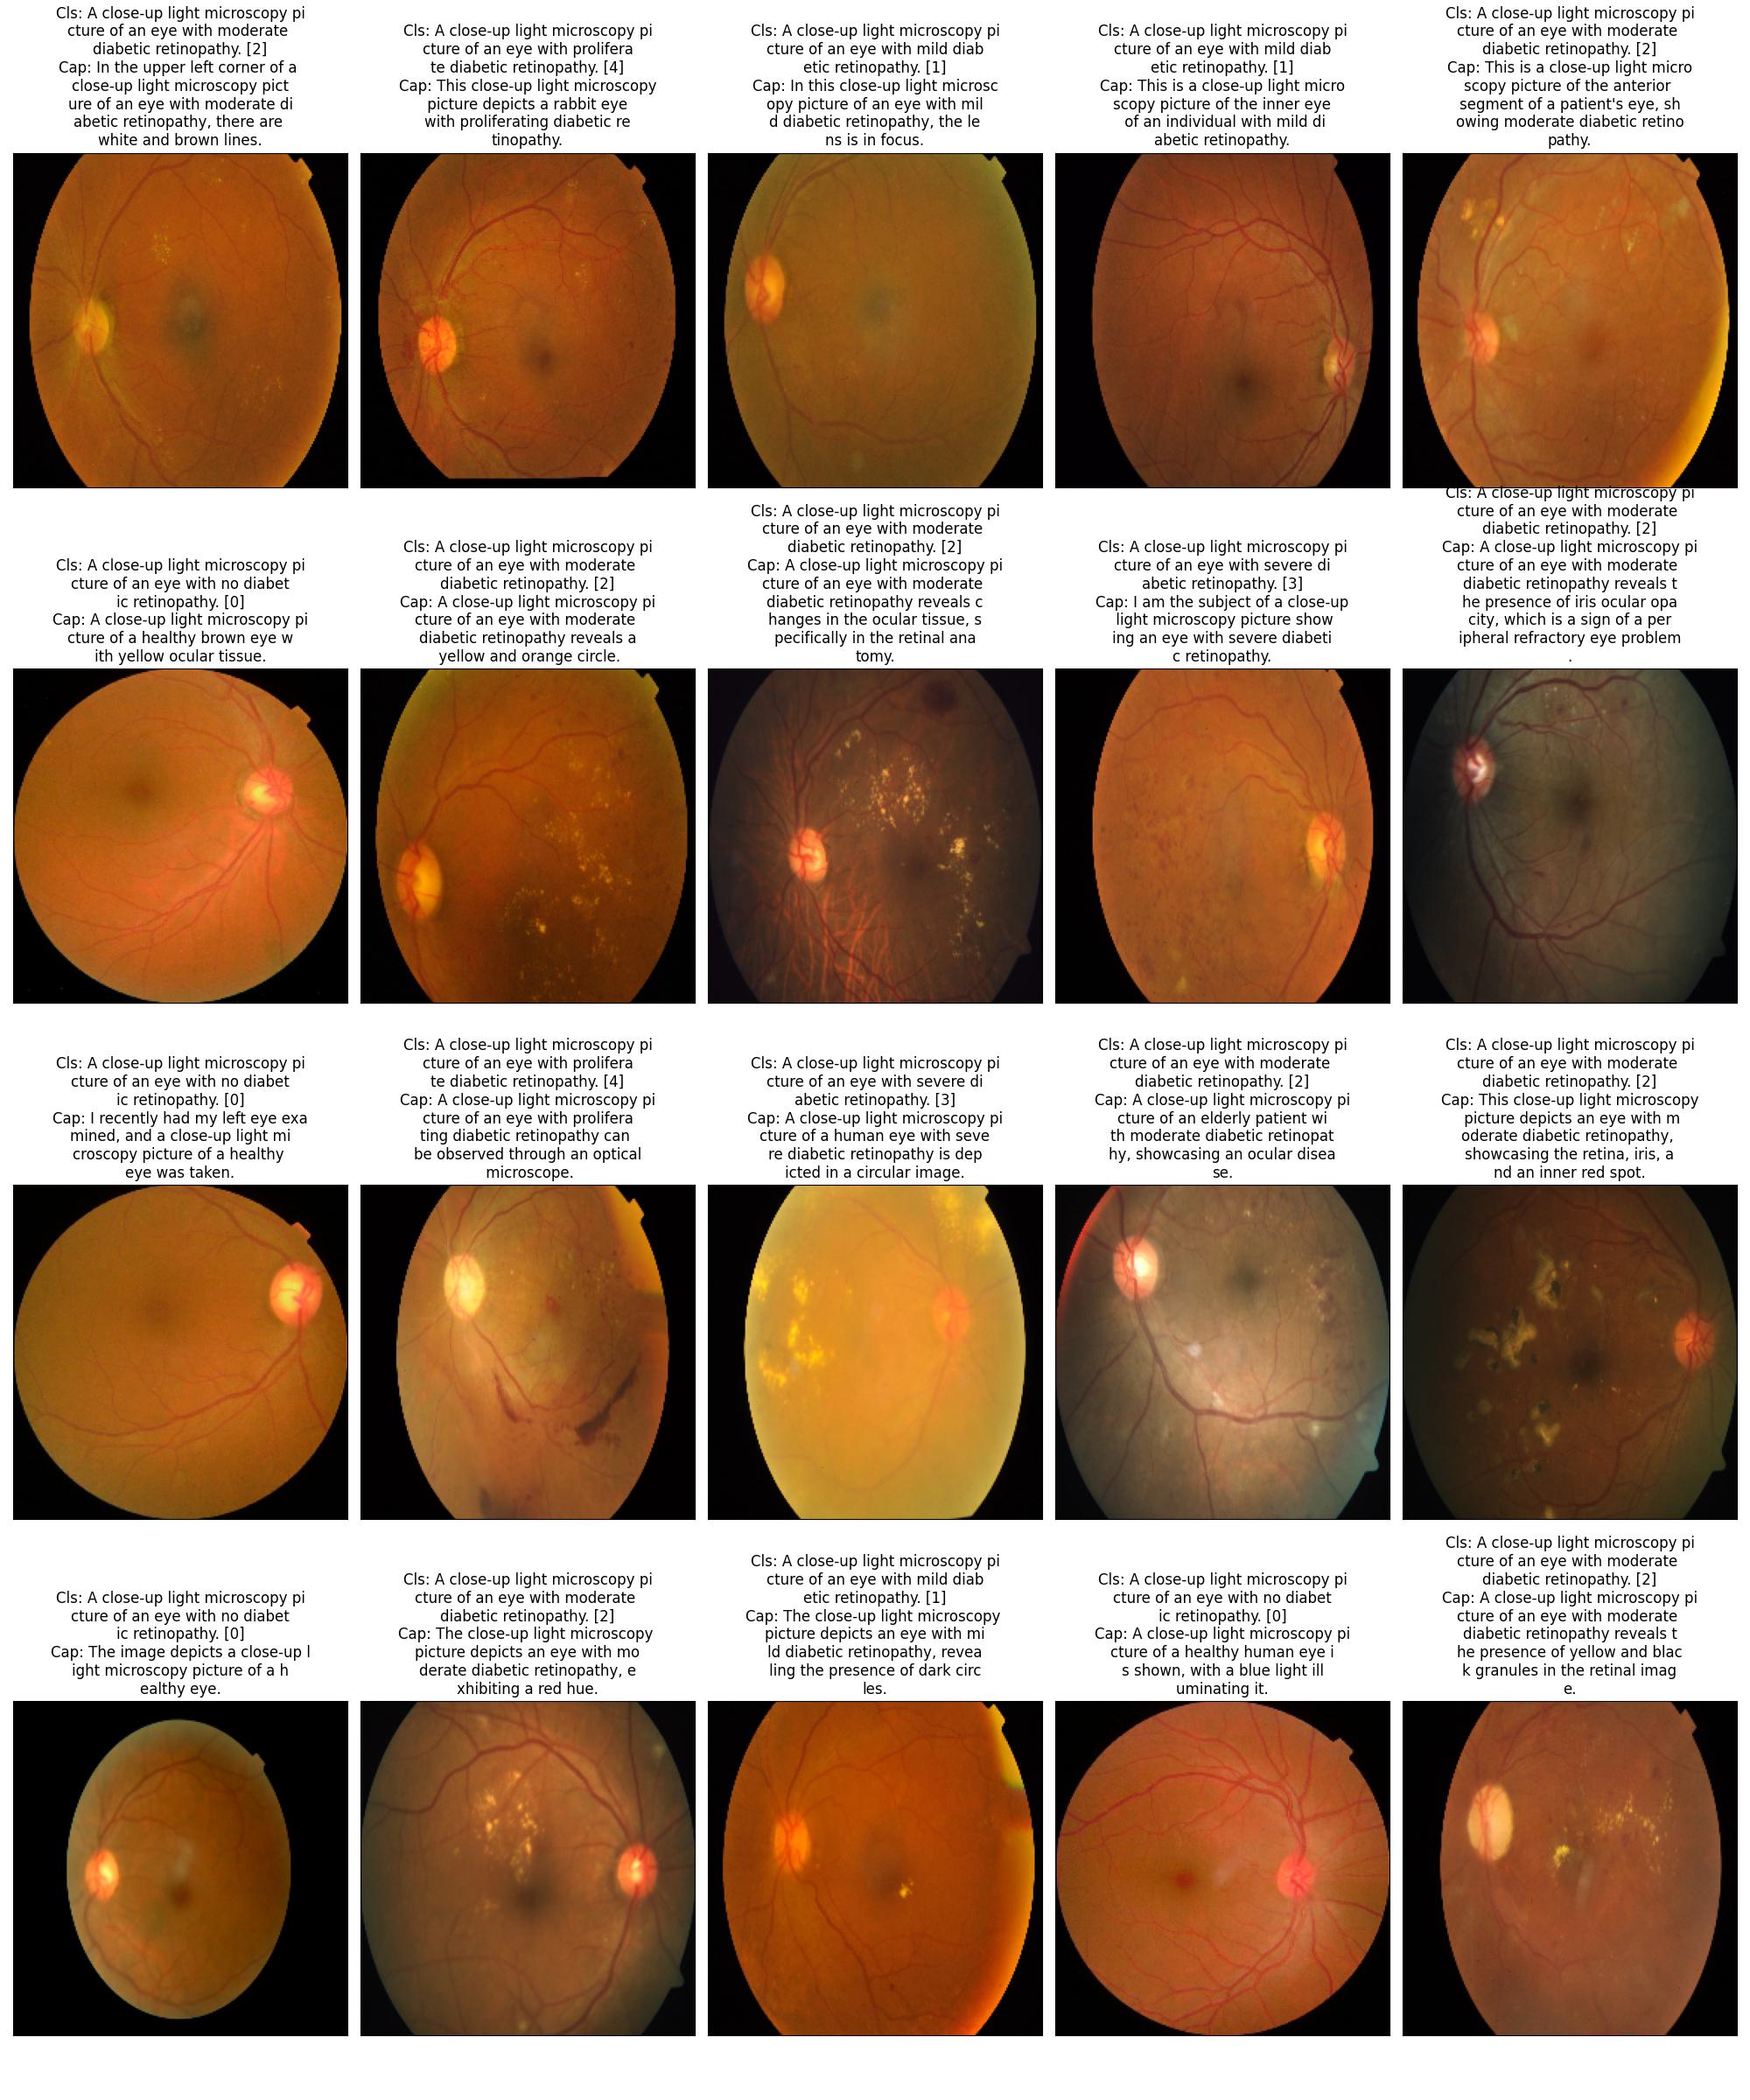 Cls: A close-up light microscopy pi
cture of an eye with moderate
diabetic retinopathy. [2]
Cap: In the upper left corner of a
close-up light microscopy pict
ure of an eye with moderate di
abetic retinopathy, there are
white and brown lines.
Cls: A close-up light microscopy pi
cture of an eye with prolifera
te diabetic retinopathy. [4]
Cap: This close-up light microscopy
picture depicts a rabbit eye
with proliferating diabetic re
tinopathy.
Cls: A close-up light microscopy pi
cture of an eye with mild diab
etic retinopathy. [1]
Cap: In this close-up light microsc
opy picture of an eye with mil
d diabetic retinopathy, the le
ns is in focus.
Cls: A close-up light microscopy pi
cture of an eye with mild diab
etic retinopathy. [1]
Cap: This is a close-up light micro
scopy picture of the inner eye
of an individual with mild di
abetic retinopathy.
Cls: A close-up light microscopy pi
cture of an eye with moderate
diabetic retinopathy. [2]
Cap: This is a close-up light micro
scopy picture of the anterior
segment of a patient's eye, sh
owing moderate diabetic retino
pathy.
Cls: A close-up light microscopy pi
cture of an eye with no diabet
ic retinopathy. [0]
Cap: A close-up light microscopy pi
cture of a healthy brown eye w
ith yellow ocular tissue.
Cls: A close-up light microscopy pi
cture of an eye with moderate
diabetic retinopathy. [2]
Cap: A close-up light microscopy pi
cture of an eye with moderate
diabetic retinopathy reveals a
yellow and orange circle.
Cls: A close-up light microscopy pi
cture of an eye with moderate
diabetic retinopathy. [2]
Cap: A close-up light microscopy pi
cture of an eye with moderate
diabetic retinopathy reveals c
hanges in the ocular tissue, s
pecifically in the retinal ana
tomy.
Cls: A close-up light microscopy pi
cture of an eye with severe di
abetic retinopathy. [3]
Cap: I am the subject of a close-up
light microscopy picture show
ing an eye with severe diabeti
c retinopathy.
Cls: A close-up light microscopy pi
cture of an eye with moderate
diabetic retinopathy. [2]
Cap: A close-up light microscopy pi
cture of an eye with moderate
diabetic retinopathy reveals t
he presence of iris ocular opa
city, which is a sign of a per
ipheral refractory eye problem
.
Cls: A close-up light microscopy pi
cture of an eye with no diabet
ic retinopathy. [0]
Cap: I recently had my left eye exa
mined, and a close-up light mi
croscopy picture of a healthy
eye was taken.
Cls: A close-up light microscopy pi
cture of an eye with prolifera
te diabetic retinopathy. [4]
Cap: A close-up light microscopy pi
cture of an eye with prolifera
ting diabetic retinopathy can
be observed through an optical
microscope.
Cls: A close-up light microscopy pi
cture of an eye with severe di
abetic retinopathy. [3]
Cap: A close-up light microscopy pi
cture of a human eye with seve
re diabetic retinopathy is dep
icted in a circular image.
Cls: A close-up light microscopy pi
cture of an eye with moderate
diabetic retinopathy. [2]
Cap: A close-up light microscopy pi
cture of an elderly patient wi
th moderate diabetic retinopat
hy, showcasing an ocular disea
se.
Cls: A close-up light microscopy pi
cture of an eye with moderate
diabetic retinopathy. [2]
Cap: This close-up light microscopy
picture depicts an eye with m
oderate diabetic retinopathy,
showcasing the retina, iris, a
nd an inner red spot.
Cls: A close-up light microscopy pi
cture of an eye with no diabet
ic retinopathy. [0]
Cap: The image depicts a close-up l
ight microscopy picture of a h
ealthy eye.
Cls: A close-up light microscopy pi
cture of an eye with moderate
diabetic retinopathy. [2]
Cap: The close-up light microscopy
picture depicts an eye with mo
derate diabetic retinopathy, e
xhibiting a red hue.
Cls: A close-up light microscopy pi
cture of an eye with mild diab
etic retinopathy. [1]
Cap: The close-up light microscopy
picture depicts an eye with mi
ld diabetic retinopathy, revea
ling the presence of dark circ
les.
Cls: A close-up light microscopy pi
cture of an eye with no diabet
ic retinopathy. [0]
Cap: A close-up light microscopy pi
cture of a healthy human eye i
s shown, with a blue light ill
uminating it.
Cls: A close-up light microscopy pi
cture of an eye with moderate
diabetic retinopathy. [2]
Cap: A close-up light microscopy pi
cture of an eye with moderate
diabetic retinopathy reveals t
he presence of yellow and blac
k granules in the retinal imag
e.